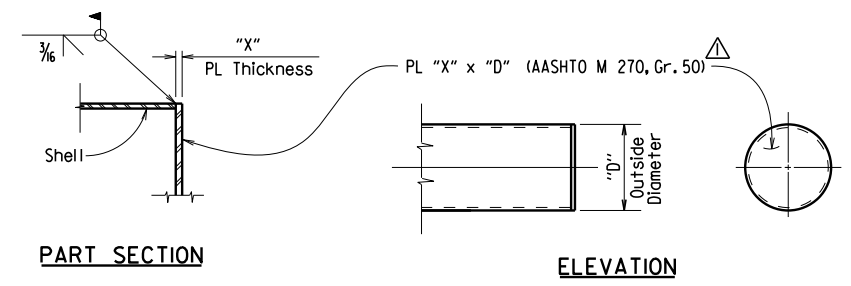 3/16
"X"
PL Thickness
PL "X" x "D" (AASHTO M 270, Gr. 50)
1
Shell
"D"
Outside
Diameter
PART SECTION
ELEVATION